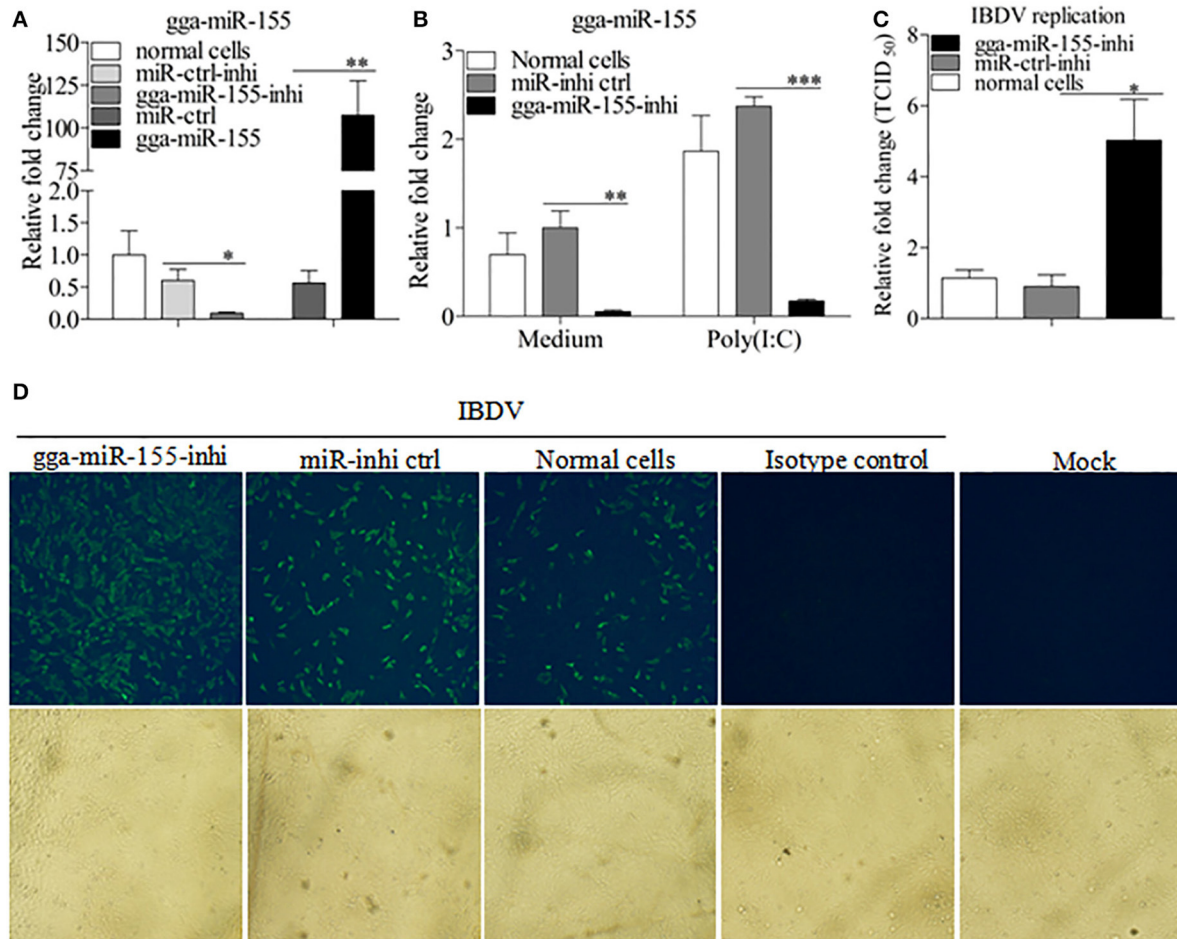 A
gga-miR-155
Relative fold change
150
125
100
75
2.0
1.5
1.0
0.5
0.0
normal cells
miR-ctrl-inhi
gga-miR-155-inhi
miR-ctrl
gga-miR-155
*
**
B
gga-miR-155
Relative fold change
3
2
1
0
Normal cells
miR-inhi ctrl
gga-miR-155-inhi
**
***
Medium
Poly(I:C)
C
IBDV replication
Relative fold change (TCID50)
8
6
4
2
0
gga-miR-155-inhi
miR-ctrl-inhi
normal cells
*
D
IBDV
gga-miR-155-inhi
miR-inhi ctrl
Normal cells
Isotype control
Mock